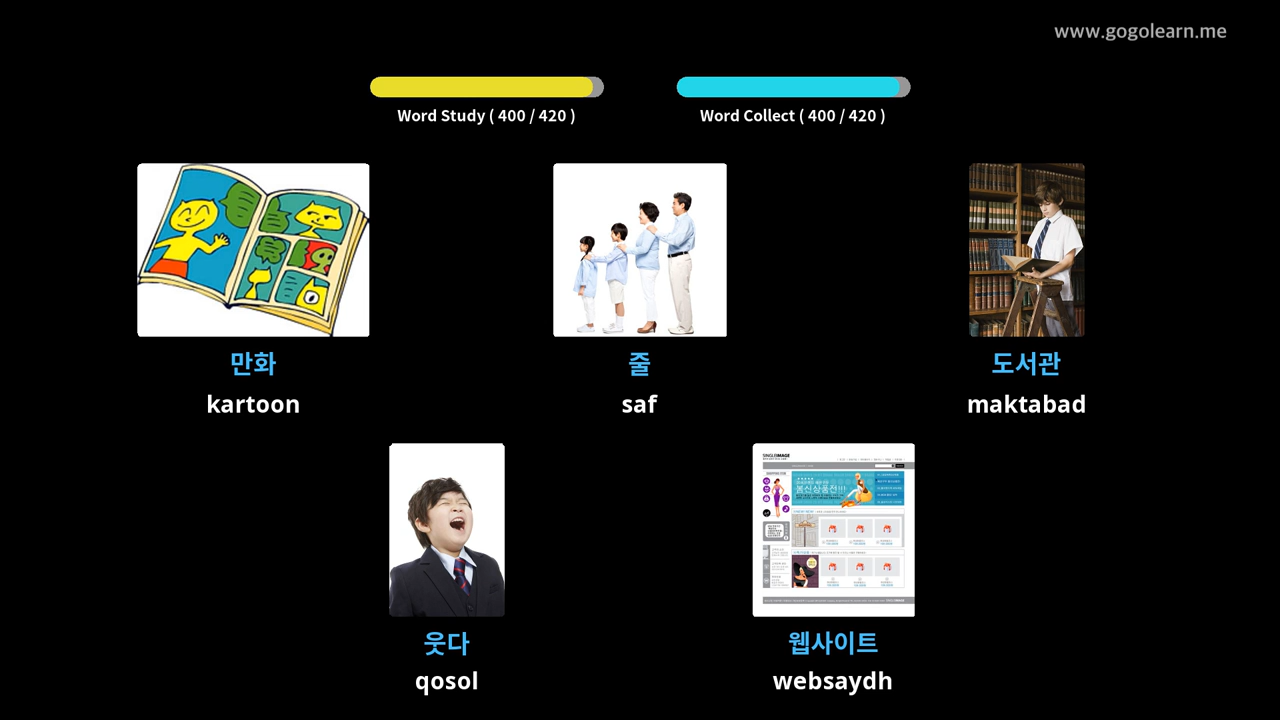 www.gogolearn.me
Word Study ( 400 / 420 )
Word Collect ( 400 / 420 )
만화
kartoon
줄
saf
도서관
maktabad
웃다
qosol
SINGLEIMAGE
웹사이트
websaydh